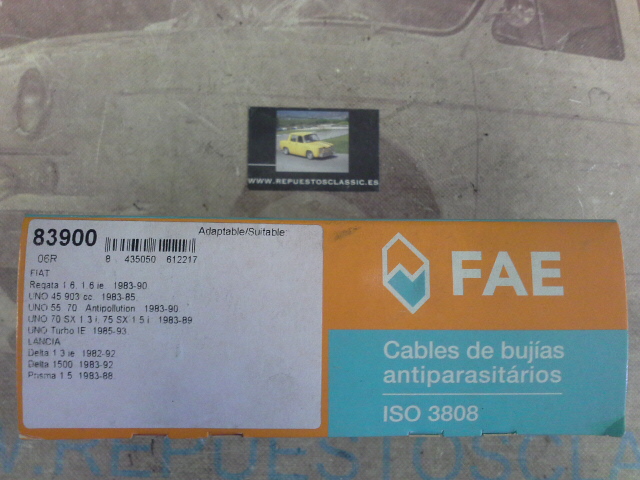 WWW.REPUESTOSCLASSIC.ES
83900
Adaptable/Suitable
06R
8 435050 612217
FIAT
Regata 1.6, 1.6 ie 1983-90
UNO 45 903 cc. 1983-85
UNO 55 70 Antipollution 1983-90
UNO 70 SX 1.3 i. 75 SX 1.5 i. 1983-89
UNO Turbo IE 1985-93
LANCIA
Delta 1.3 ie 1982-92
Delta 1500 1983-92
Prisma 1.5 1983-88
FAE
Cables de bujías
antiparasitários
ISO 3808
W.REPUESTOSCLA